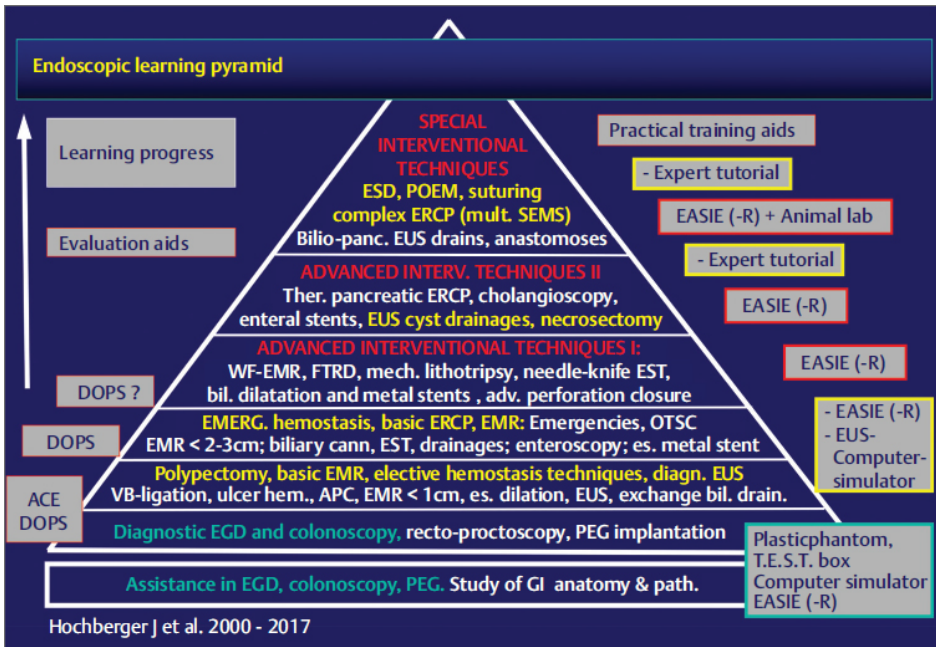 Endoscopic learning pyramid
Learning progress
Evaluation aids
DOPS ?
DOPS
ACE
DOPS
SPECIAL
INTERVENTIONAL
TECHNIQUES
ESD, POEM, suturing
complex ERCP (mult. SEMS)
Bilio-panc. EUS drains, anastomoses
ADVANCED INTERV. TECHNIQUES II
Ther. pancreatic ERCP, cholangioscopy,
enteral stents, EUS cyst drainages, necrosectomy
ADVANCED INTERVENTIONAL TECHNIQUES I:
WF-EMR, FTRD, mech. lithotripsy, needle-knife EST,
bil. dilatation and metal stents , adv. perforation closure
EMERG. hemostasis, basic ERCP, EMR: Emergencies, OTSC
EMR < 2-3cm; biliary cann, EST, drainages; enteroscopy; es. metal stent
Polypectomy, basic EMR, elective hemostasis techniques, diagn. EUS
VB-ligation, ulcer hem., APC, EMR < 1cm, es. dilation, EUS, exchange bil. drain.
Diagnostic EGD and colonoscopy, recto-proctoscopy, PEG implantation
Assistance in EGD, colonoscopy, PEG. Study of GI anatomy & path.
Practical training aids
- Expert tutorial
EASIE (-R) + Animal lab
- Expert tutorial
EASIE (-R)
EASIE (-R)
- EASIE (-R)
- EUS-
Computer-
simulator
Plasticphantom,
T.E.S.T. box
Computer simulator
EASIE (-R)
Hochberger J et al. 2000 - 2017